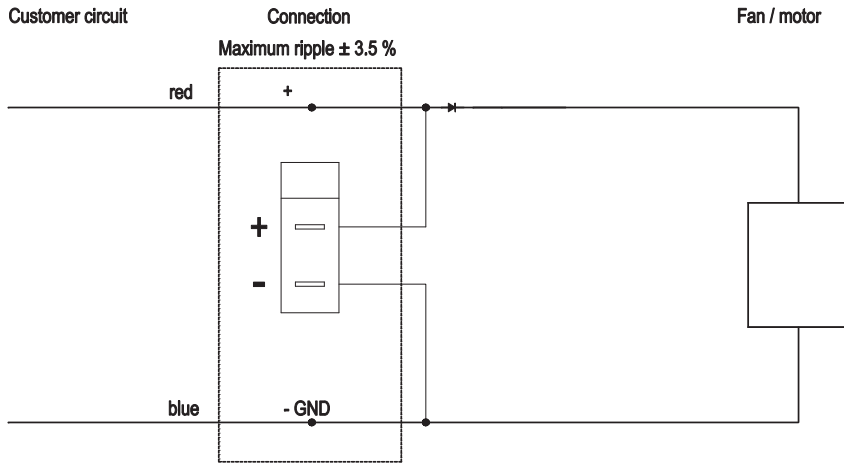 Customer circuit
Connection
Fan / motor
Maximum ripple ± 3.5 %
red
+
+
-
blue
- GND